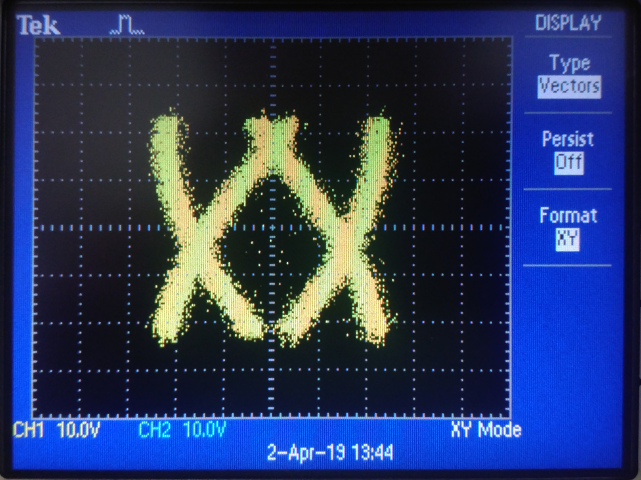 Tek
DISPLAY
Type
Vectors
Persist
Off
Format
XY
CH1 10.0V CH2 10.0V XY Mode
2-Apr-19 13:44